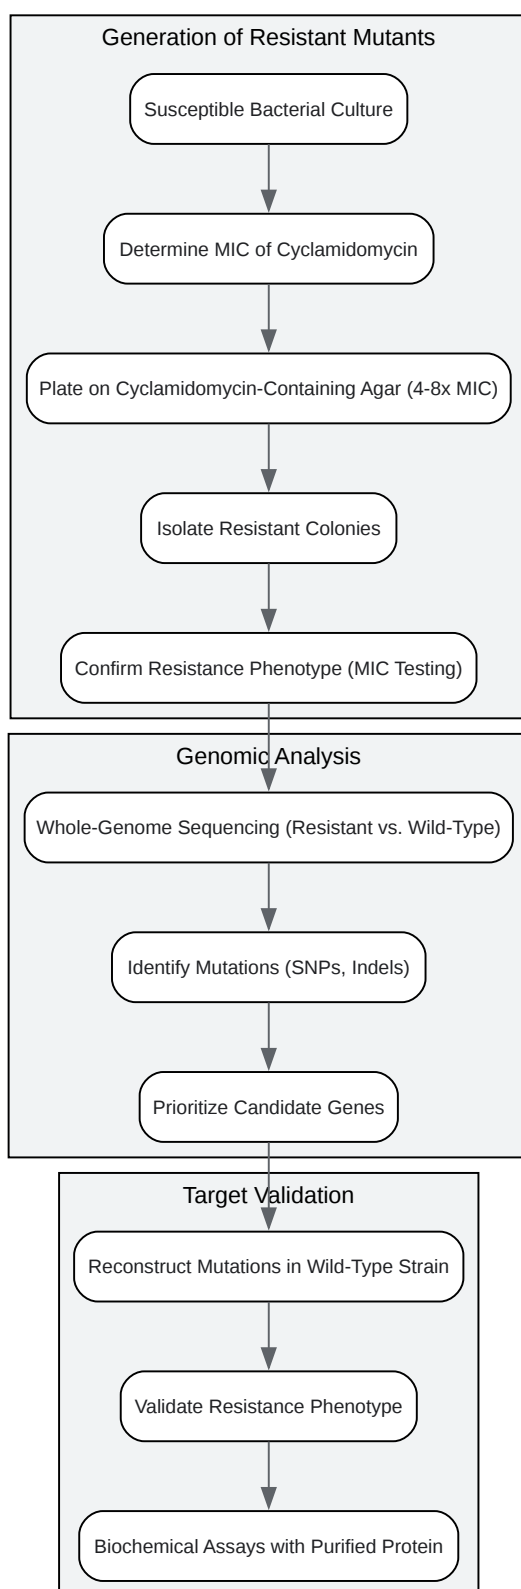 Generation of Resistant Mutants
Susceptible Bacterial Culture
Determine MIC of Cyclamidomycin
Plate on Cyclamidomycin-Containing Agar (4-8x MIC)
Isolate Resistant Colonies
Confirm Resistance Phenotype (MIC Testing)
Genomic Analysis
Whole-Genome Sequencing (Resistant vs. Wild-Type)
Identify Mutations (SNPs, Indels)
Prioritize Candidate Genes
Target Validation
Reconstruct Mutations in Wild-Type Strain
Validate Resistance Phenotype
Biochemical Assays with Purified Protein